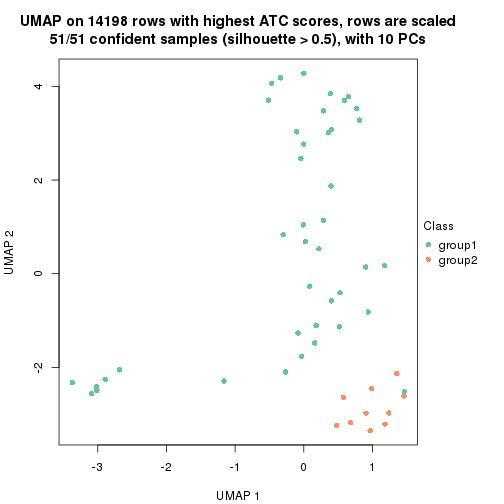 UMAP on 14198 rows with highest ATC scores, rows are scaled
51/51 confident samples (silhouette > 0.5), with 10 PCs
4
2
0
-2
UMAP 2
-3
-2
-1
0
1
UMAP 1
Class
group1
group2